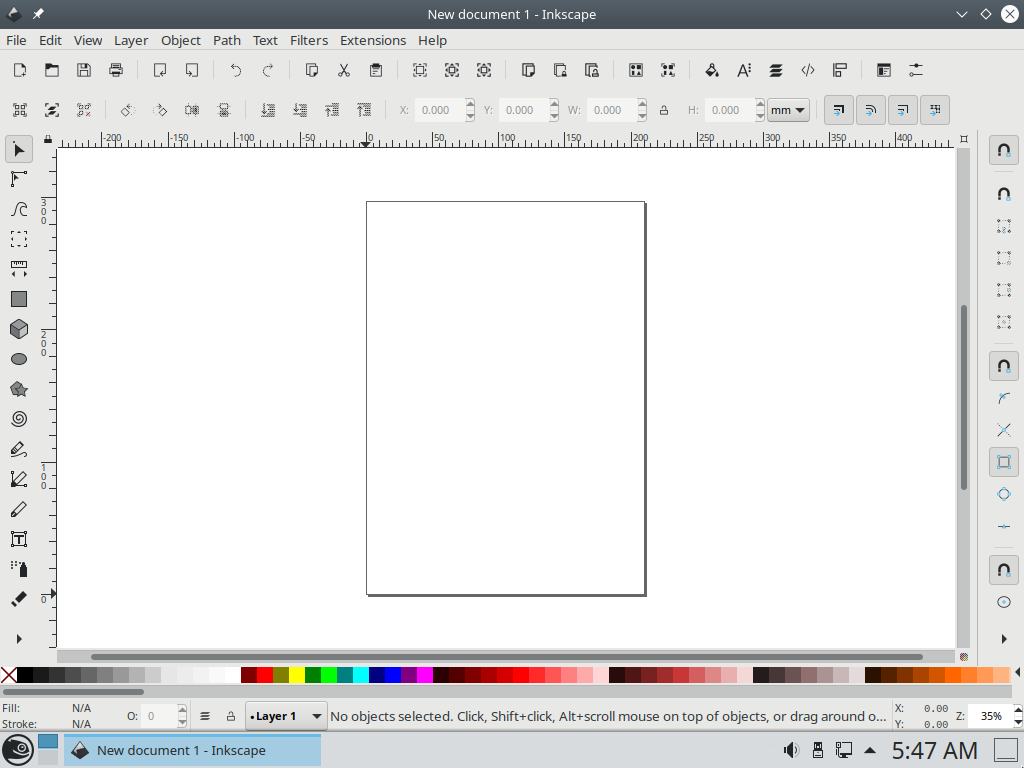 New document 1 - Inkscape
File Edit View Layer Object Path Text Filters Extensions Help
X: 0.000 Y: 0.000 W: 0.000 H: 0.000 mm
-200 -150 -100 -50 0 50 100 150 200 250 300 350 400
300
200
100
0
Fill: N/A
Stroke: N/A
O: 0
•Layer 1
No objects selected. Click, Shift+click, Alt+scroll mouse on top of objects, or drag around o...
X: 0.00
Y: 0.00
Z: 35%
New document 1 - Inkscape
5:47 AM